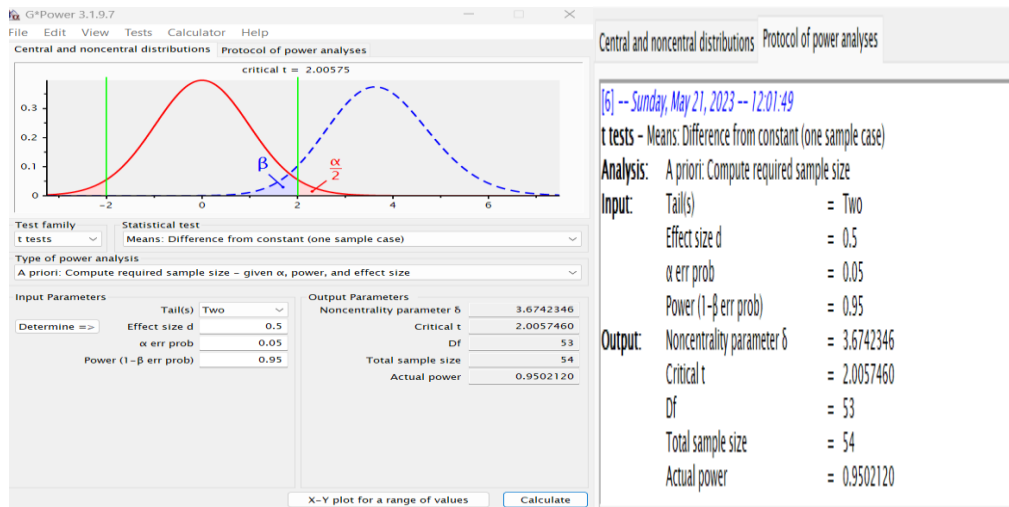 G*Power 3.1.9.7
File Edit View Tests Calculator Help
Central and noncentral distributions Protocol of power analyses
critical t = 2.00575
0.3
0.2
0.1
0
β
α
2
-2 0 2 4 6
Test family Statistical test
t tests Means: Difference from constant (one sample case)
Type of power analysis
A priori: Compute required sample size – given α, power, and effect size
Input Parameters Output Parameters
Tail(s) Two Noncentrality parameter δ 3.6742346
Determine => Effect size d 0.5 Critical t 2.0057460
α err prob 0.05 Df 53
Power (1-β err prob) 0.95 Total sample size 54
Actual power 0.9502120
X-Y plot for a range of values Calculate
Central and noncentral distributions Protocol of power analyses
[6] -- Sunday, May 21, 2023 -- 12:01:49
t tests – Means: Difference from constant (one sample case)
Analysis: A priori: Compute required sample size
Input: Tail(s) = Two
Effect size d = 0.5
α err prob = 0.05
Power (1-β err prob) = 0.95
Output: Noncentrality parameter δ = 3.6742346
Critical t = 2.0057460
Df = 53
Total sample size = 54
Actual power = 0.9502120